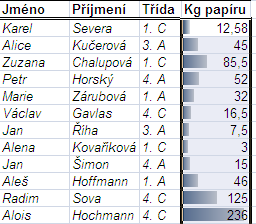 Jméno Příjmení Třída Kg papíru
Karel Severa 1. C 12,58
Alice Kučerová 3. A 45
Zuzana Chalupová 1. C 85,5
Petr Horský 4. A 52
Marie Zárubová 1. A 32
Václav Gavlas 4. C 16,5
Jan Říha 3. A 7,5
Alena Kovaříková 1. C 3
Jan Šimon 4. A 15
Aleš Hoffmann 1. A 46
Radim Sova 4. C 125
Alois Hochmann 4. C 236